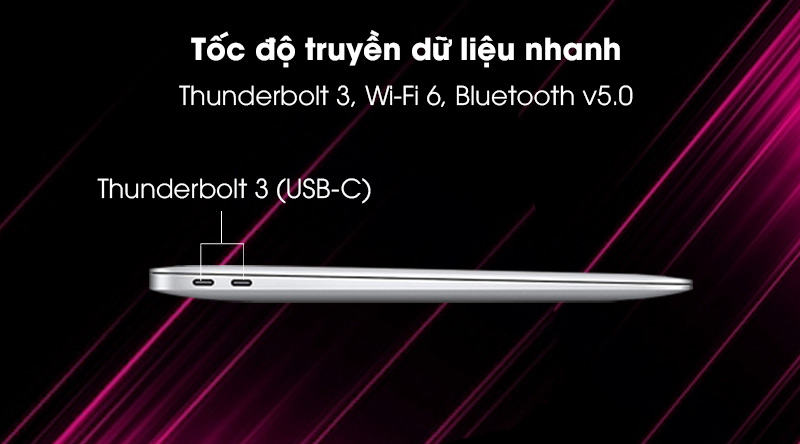 Tốc độ truyền dữ liệu nhanh
Thunderbolt 3, Wi-Fi 6, Bluetooth v5.0
Thunderbolt 3 (USB-C)